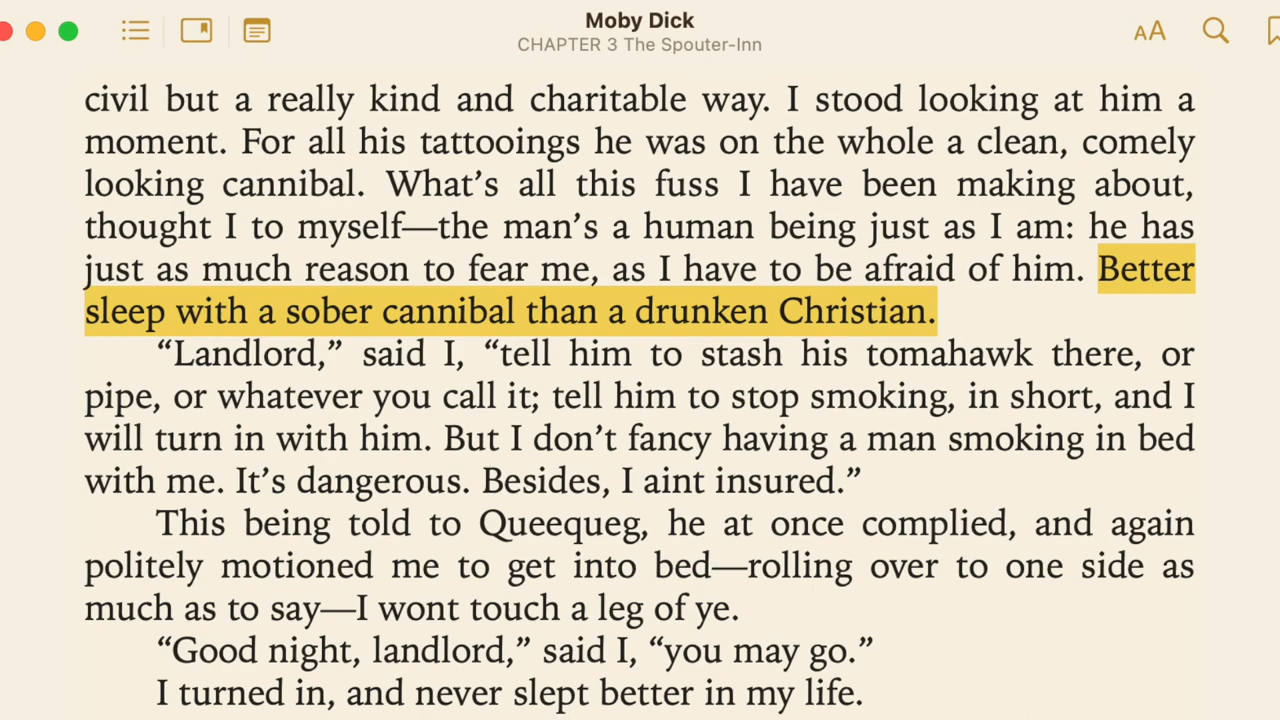 Moby Dick
CHAPTER 3 The Spouter-Inn
AA
civil but a really kind and charitable way. I stood looking at him a
moment. For all his tattooings he was on the whole a clean, comely
looking cannibal. What’s all this fuss I have been making about,
thought I to myself—the man’s a human being just as I am: he has
just as much reason to fear me, as I have to be afraid of him. Better
sleep with a sober cannibal than a drunken Christian.
“Landlord,” said I, “tell him to stash his tomahawk there, or
pipe, or whatever you call it; tell him to stop smoking, in short, and I
will turn in with him. But I don’t fancy having a man smoking in bed
with me. It’s dangerous. Besides, I aint insured.”
This being told to Queequeg, he at once complied, and again
politely motioned me to get into bed—rolling over to one side as
much as to say—I wont touch a leg of ye.
“Good night, landlord,” said I, “you may go.”
I turned in, and never slept better in my life.